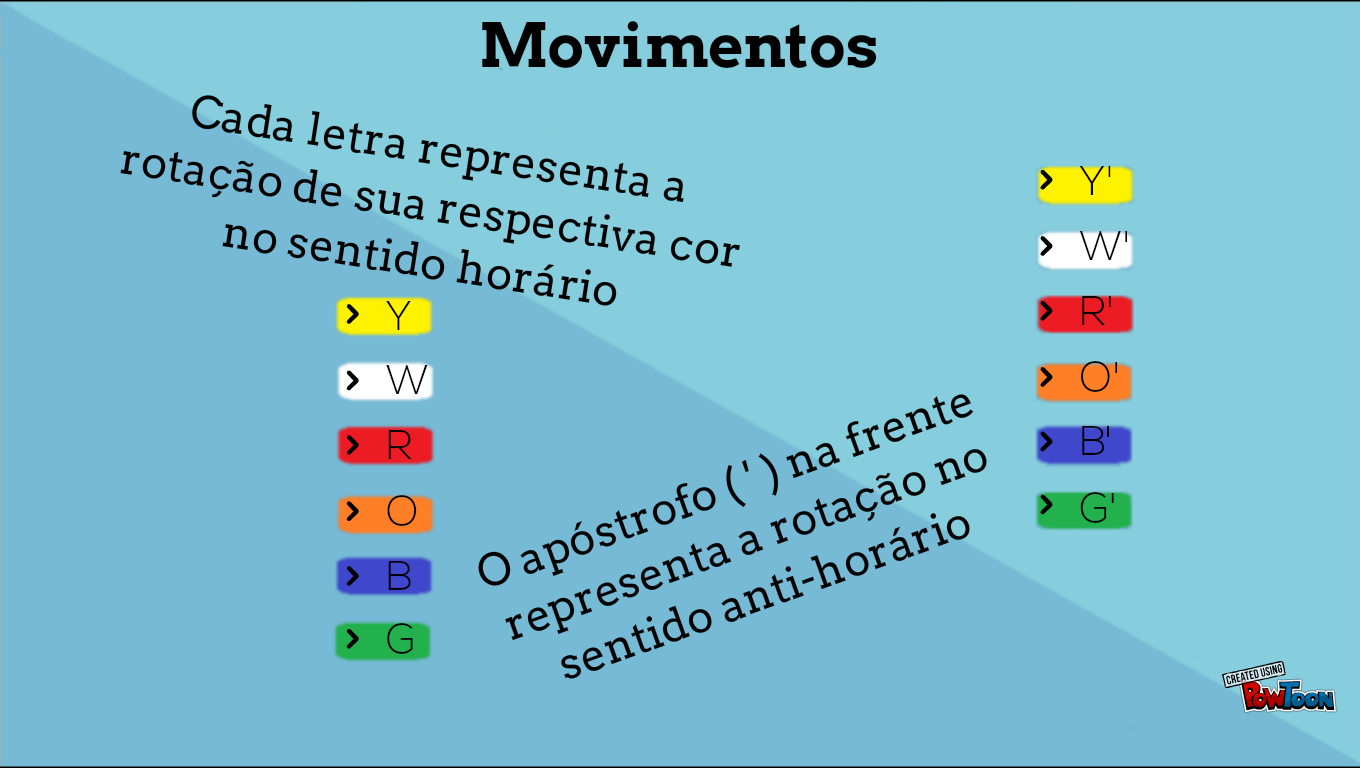 Movimentos
Cada letra representa a
rotação de sua respectiva cor
no sentido horário
Y
W
R
O
B
G
O apóstrofo (') na frente
representa a rotação no
sentido anti-horário
Y'
W'
R'
O'
B'
G'
CREATED USING
POWTOON